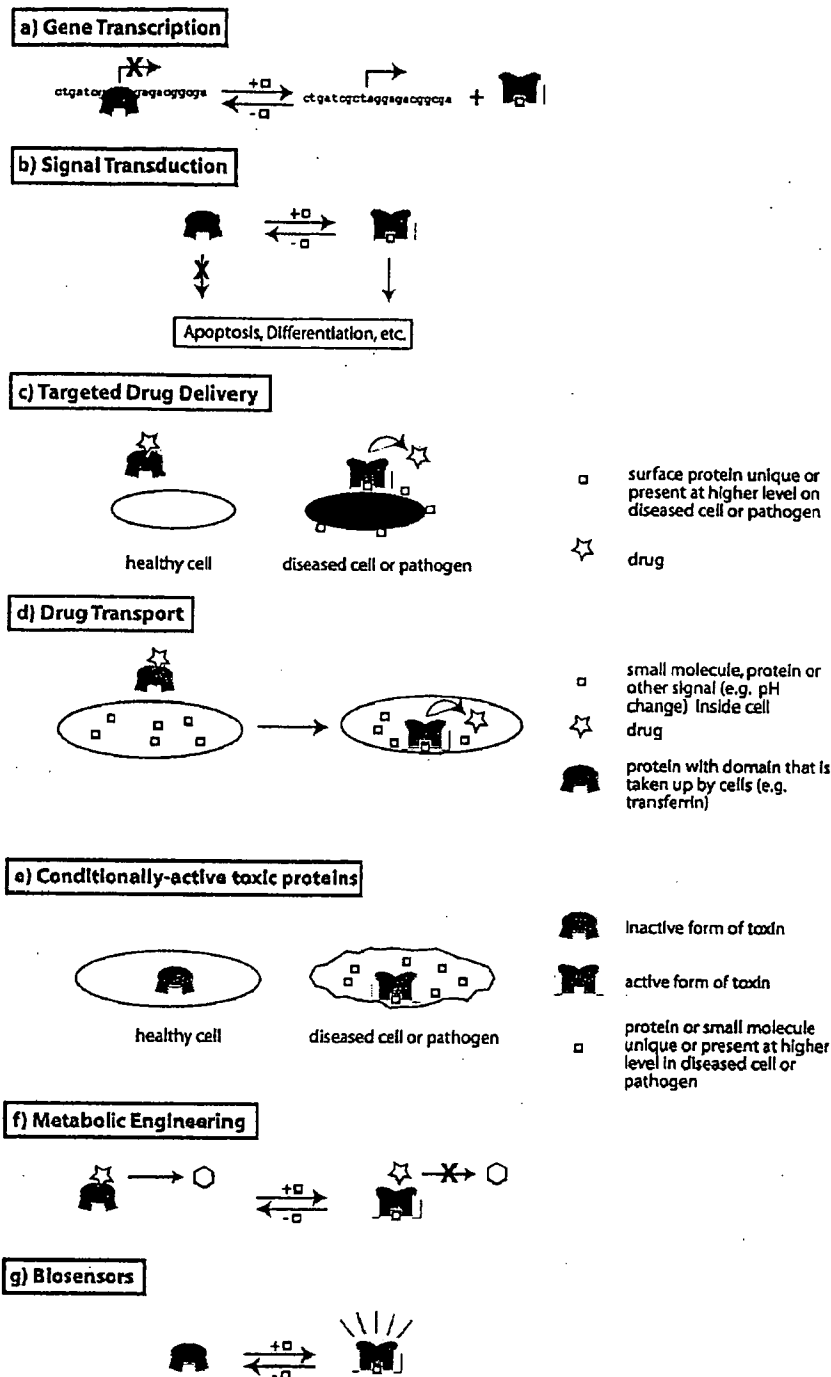 a) Gene Transcription
+
-
ctgatcgctaggagacggcga
+
b) Signal Transduction
+
-
Apoptosis, Differentiation, etc.
c) Targeted Drug Delivery
healthy cell
diseased cell or pathogen
surface protein unique or
present at higher level on
diseased cell or pathogen
drug
d) Drug Transport
small molecule, protein or
other signal (e.g. pH
change) inside cell
drug
protein with domain that is
taken up by cells (e.g.
transferrin)
e) Conditionally-active toxic proteins
healthy cell
diseased cell or pathogen
inactive form of toxin
active form of toxin
protein or small molecule
unique or present at higher
level in diseased cell or
pathogen
f) Metabolic Engineering
+
-
g) Biosensors
+
-